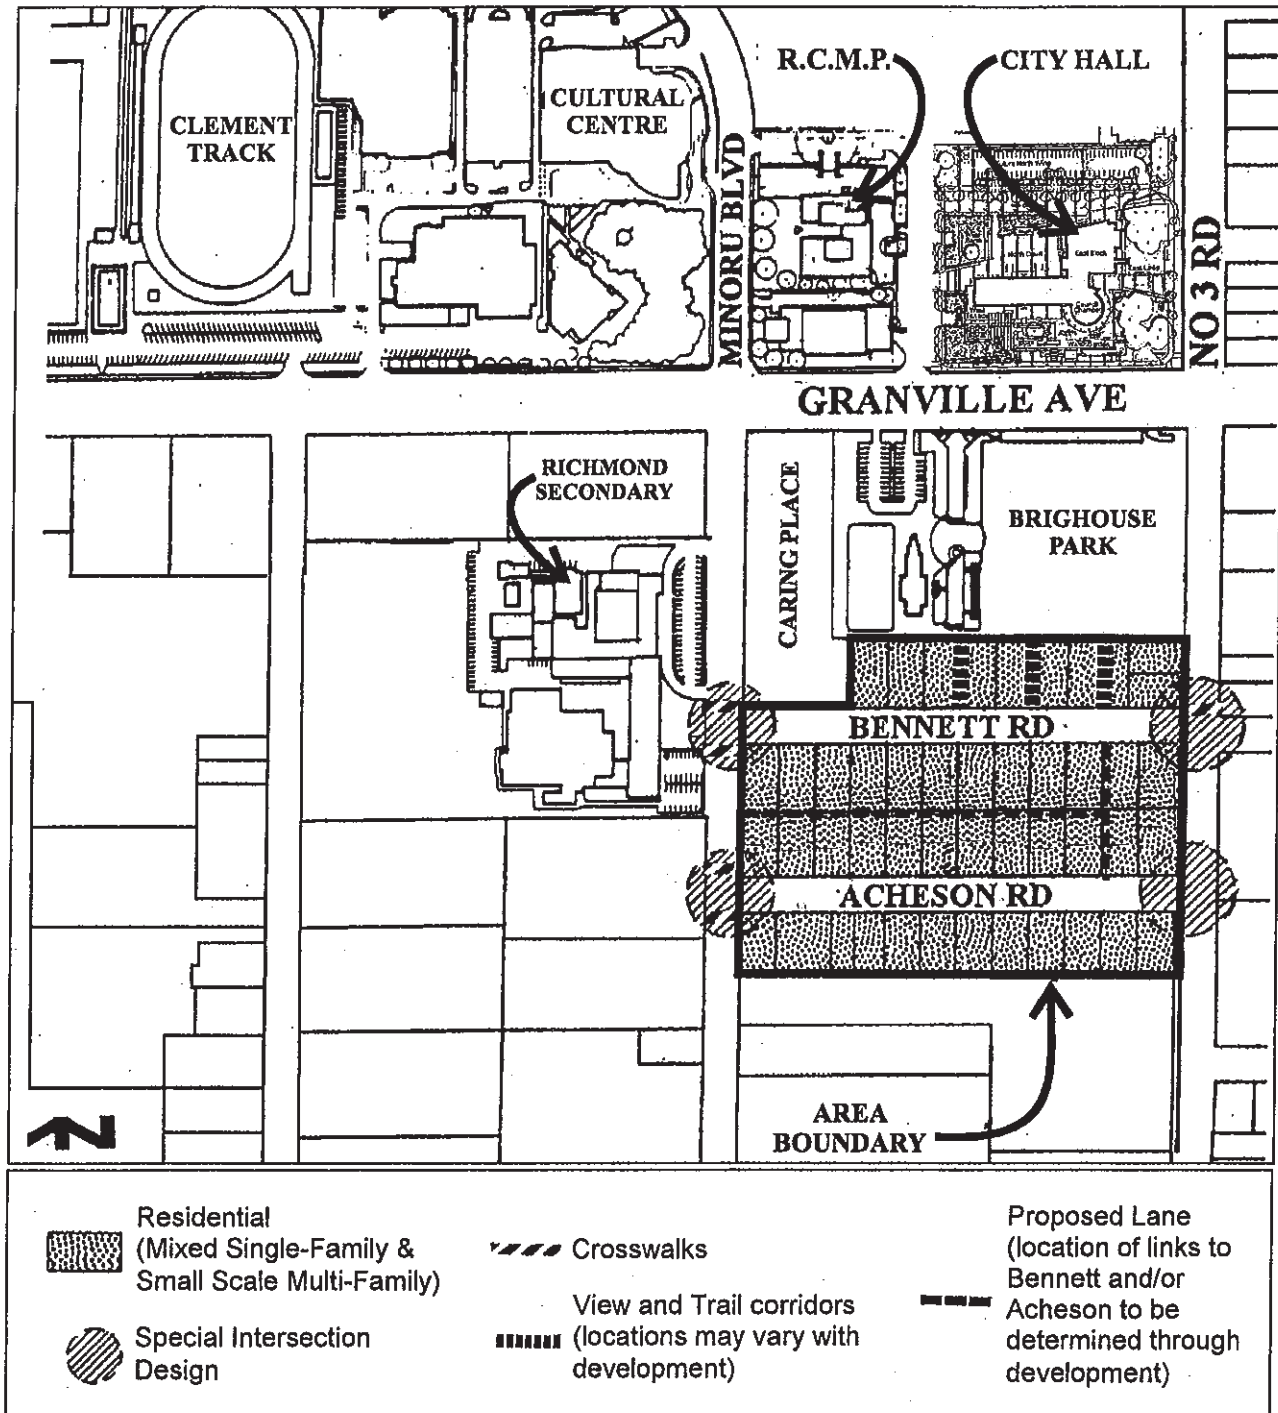 R.C.M.P.
CITY HALL
CLEMENT
TRACK
CULTURAL
CENTRE
MINORU BLVD
NO 3 RD
East Block
GRANVILLE AVE
RICHMOND
SECONDARY
CARING PLACE
BRIGHOUSE
PARK
BENNETT RD
ACHESON RD
AREA
BOUNDARY
N
Residential
(Mixed Single-Family &
Small Scale Multi-Family)
Special Intersection
Design
Crosswalks
View and Trail corridors
(locations may vary with
development)
Proposed Lane
(location of links to
Bennett and/or
Acheson to be
determined through
development)